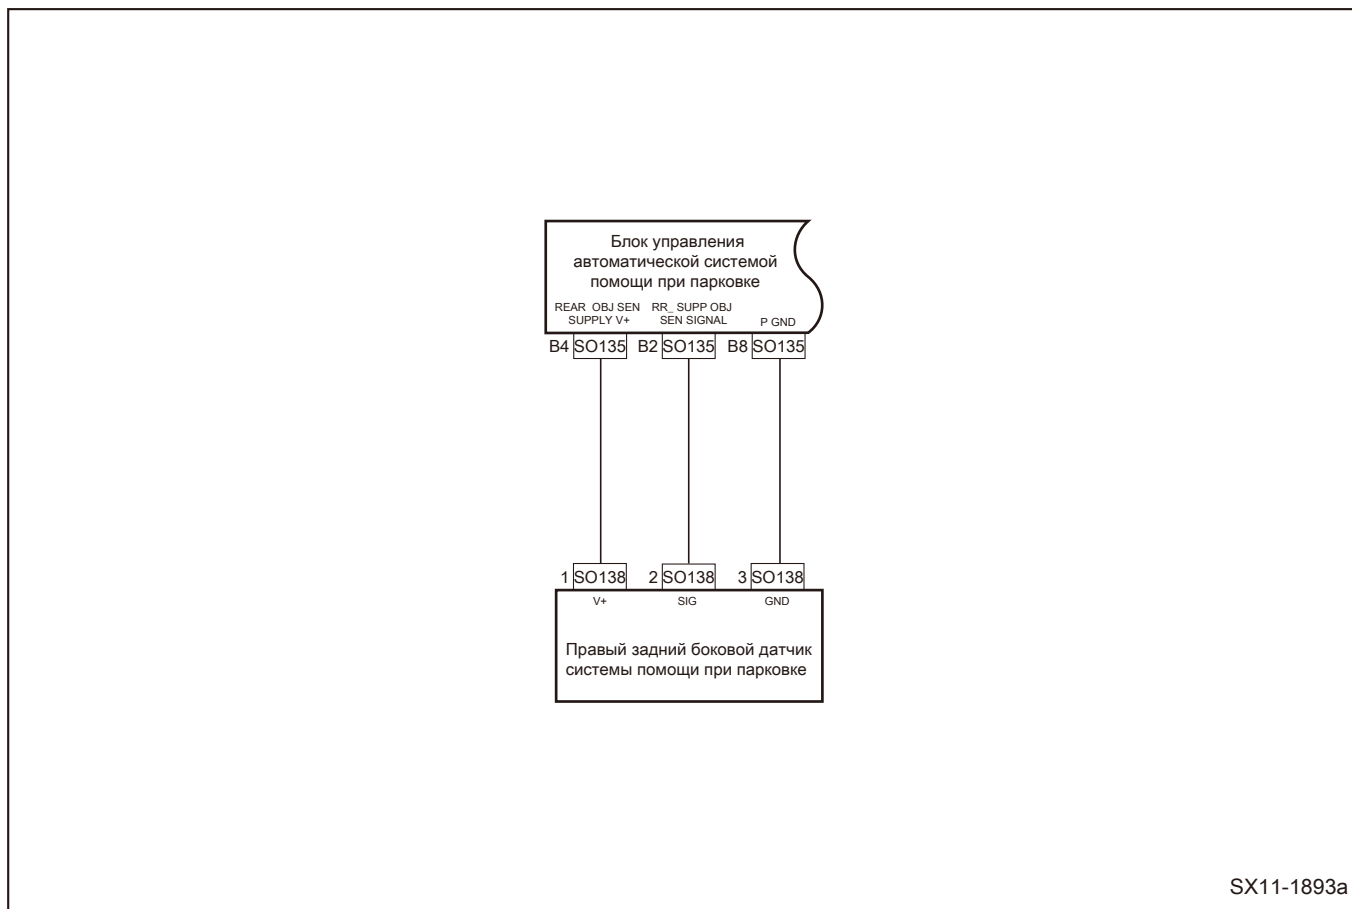 Блок управления
автоматической системой
помощи при парковке
REAR OBJ SEN
SUPPLY V+
RR_ SUPP OBJ
SEN SIGNAL
P GND
B4 SO135 B2 SO135 B8 SO135
1 SO138 2 SO138 3 SO138
V+ SIG GND
Правый задний боковой датчик
системы помощи при парковке
SX11-1893a